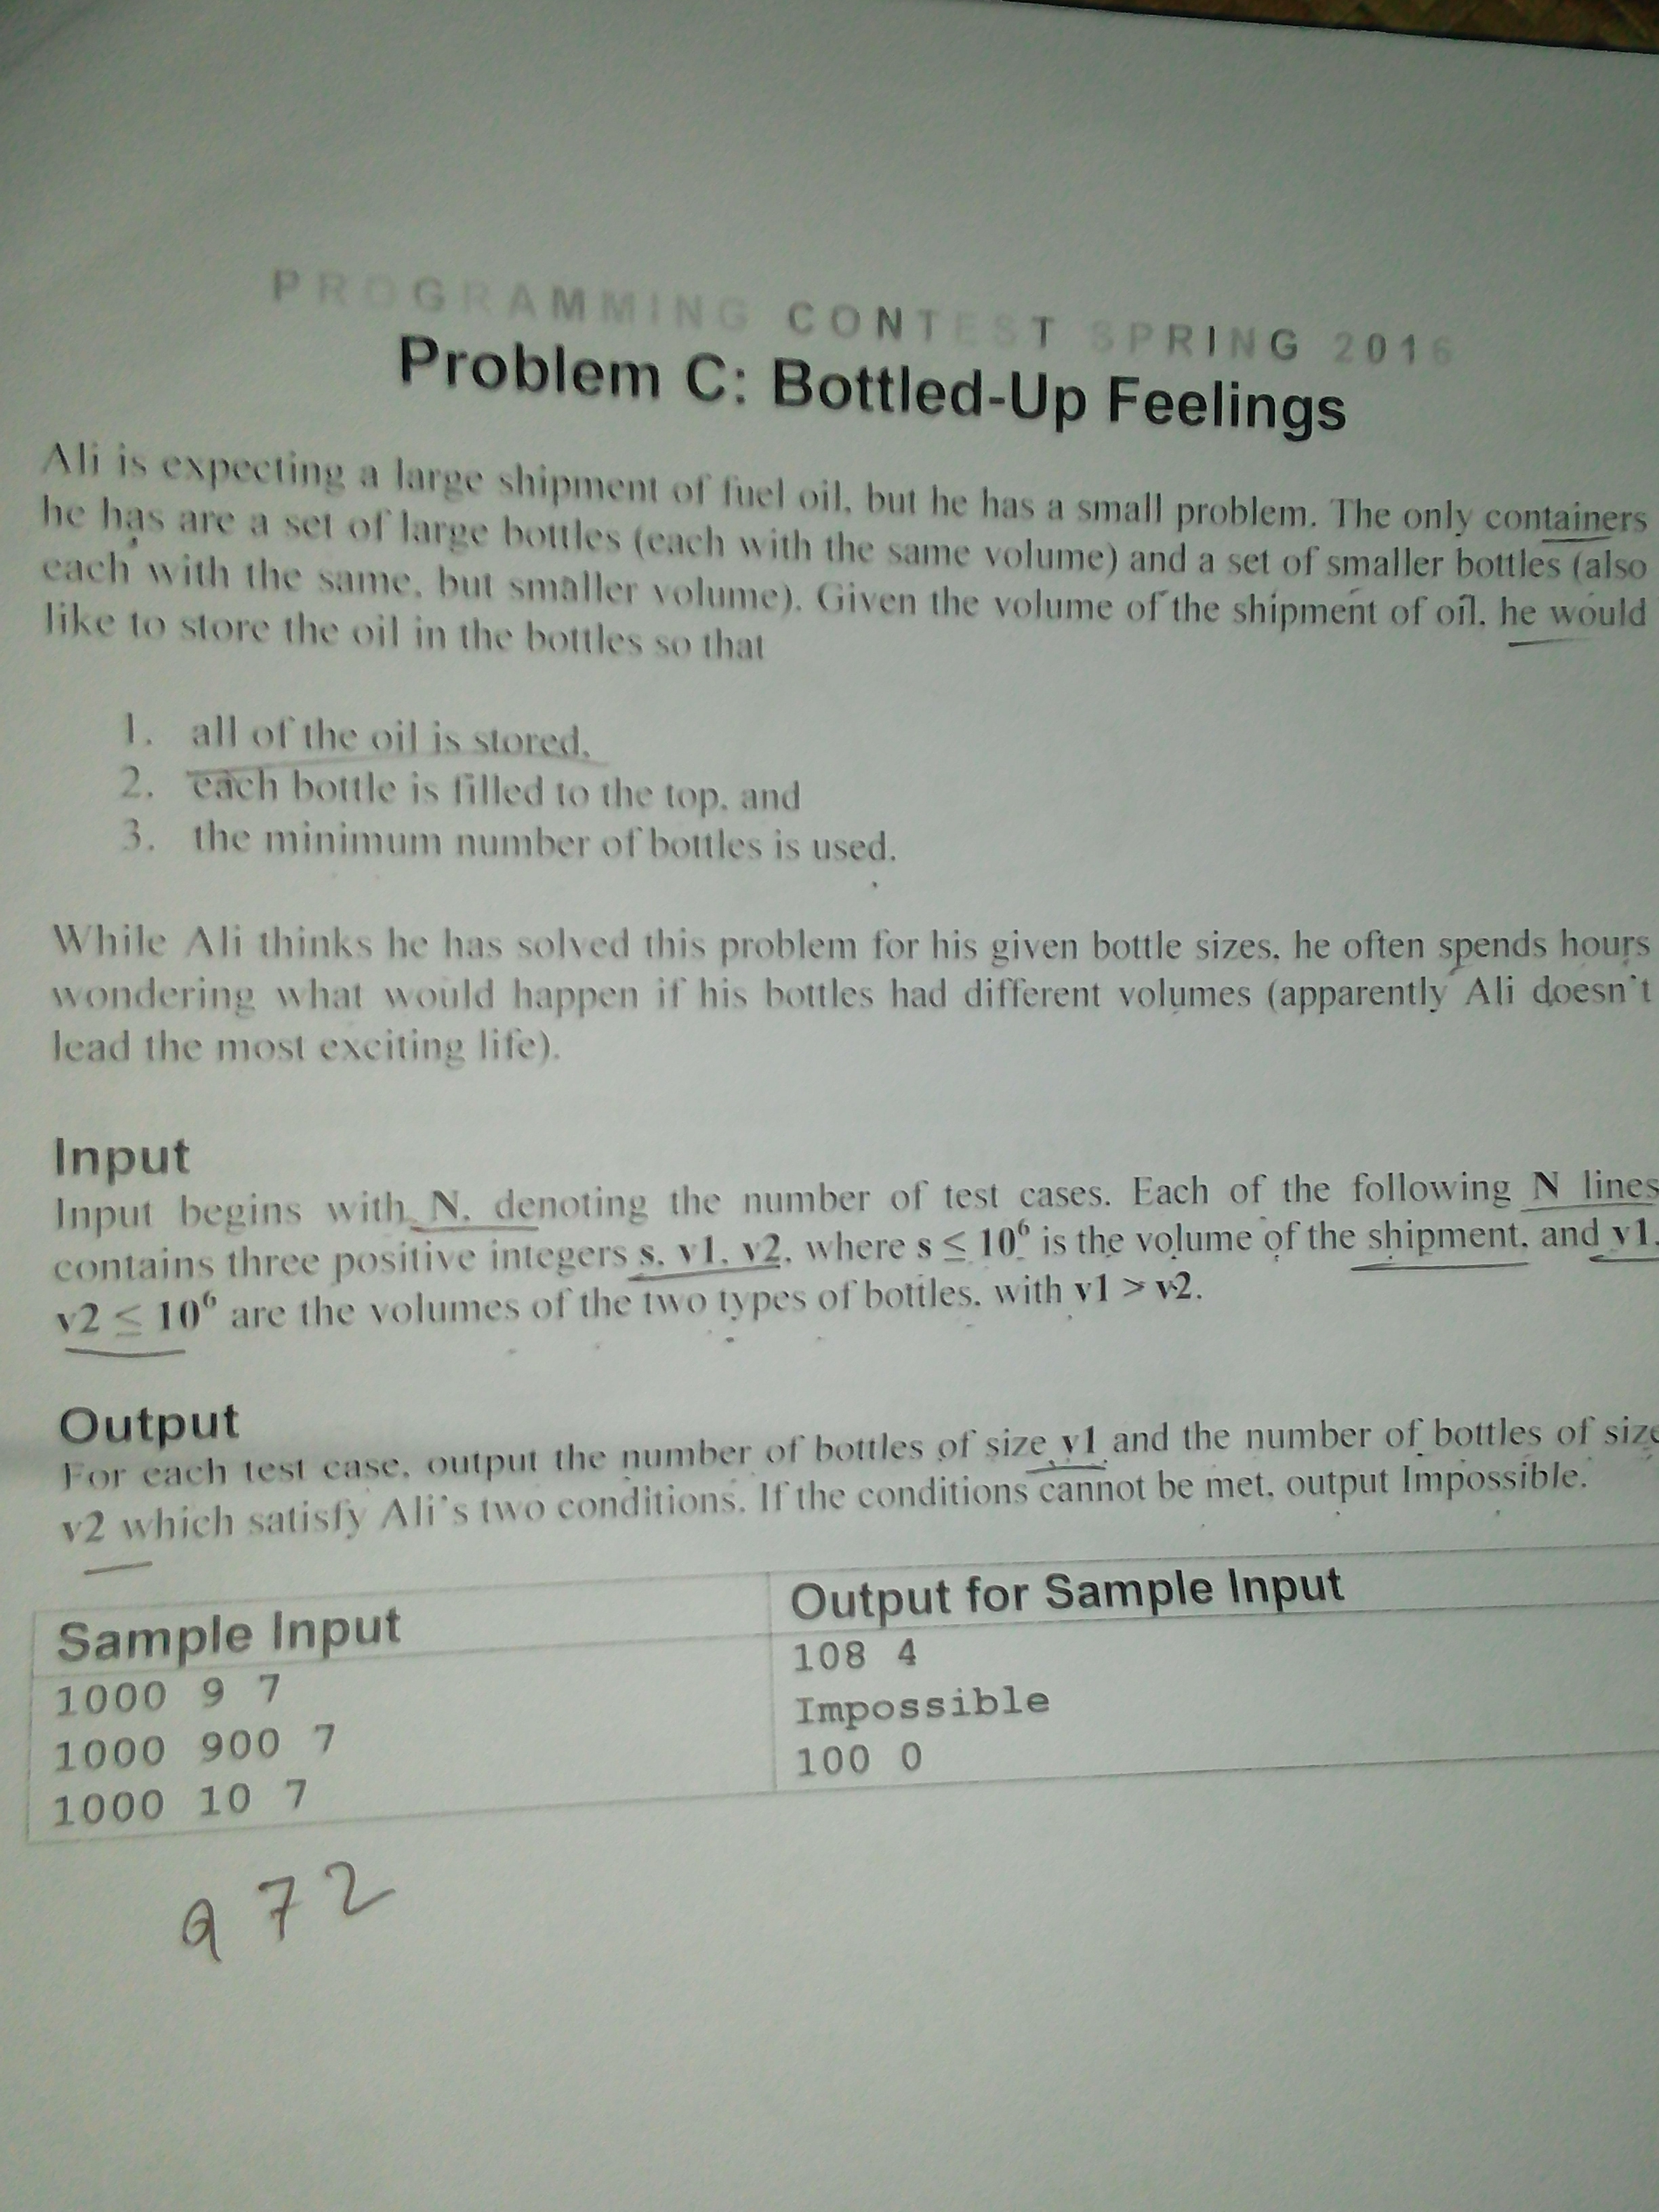 PROGRAMMING CONTEST SPRING 2016
Problem C: Bottled-Up Feelings
Ali is expecting a large shipment of fuel oil, but he has a small problem. The only containers
he has are a set of large bottles (each with the same volume) and a set of smaller bottles (also
each with the same, but smaller volume). Given the volume of the shipment of oil, he would
like to store the oil in the bottles so that
1. all of the oil is stored,
2. each bottle is filled to the top, and
3. the minimum number of bottles is used.
While Ali thinks he has solved this problem for his given bottle sizes, he often spends hours
wondering what would happen if his bottles had different volumes (apparently Ali doesn't
lead the most exciting life).
Input
Input begins with N, denoting the number of test cases. Each of the following N lines
contains three positive integers s, v1, v2, where s ≤ 10⁶ is the volume of the shipment, and v1,
v2 ≤ 10⁶ are the volumes of the two types of bottles, with v1 > v2.
Output
For each test case, output the number of bottles of size v1 and the number of bottles of size
v2 which satisfy Ali's two conditions. If the conditions cannot be met, output Impossible.
Sample Input
1000 9 7
1000 900 7
1000 10 7
Output for Sample Input
108 4
Impossible
100 0
972